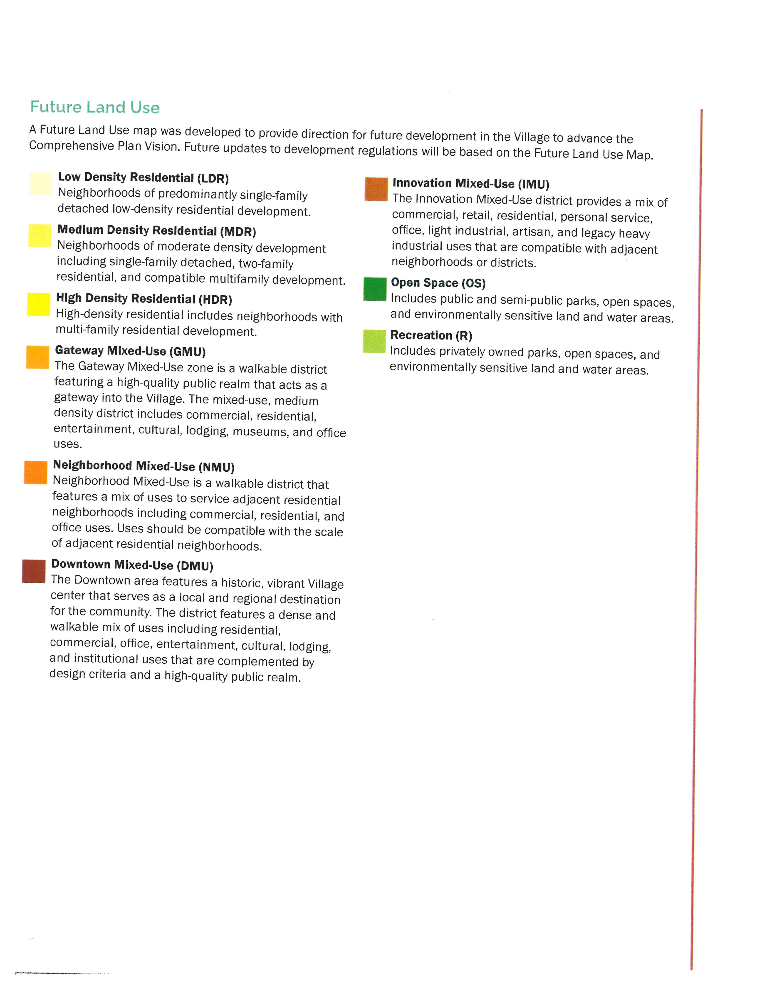 Future Land Use
A Future Land Use map was developed to provide direction for future development in the Village to advance the
Comprehensive Plan Vision. Future updates to development regulations will be based on the Future Land Use Map.
Low Density Residential (LDR)
Neighborhoods of predominantly single-family
detached low-density residential development.
Medium Density Residential (MDR)
Neighborhoods of moderate density development
including single-family detached, two-family
residential, and compatible multifamily development.
High Density Residential (HDR)
High-density residential includes neighborhoods with
multi-family residential development.
Gateway Mixed-Use (GMU)
The Gateway Mixed-Use zone is a walkable district
featuring a high-quality public realm that acts as a
gateway into the Village. The mixed-use, medium
density district includes commercial, residential,
entertainment, cultural, lodging, museums, and office
uses.
Neighborhood Mixed-Use (NMU)
Neighborhood Mixed-Use is a walkable district that
features a mix of uses to service adjacent residential
neighborhoods including commercial, residential, and
office uses. Uses should be compatible with the scale
of adjacent residential neighborhoods.
Downtown Mixed-Use (DMU)
The Downtown area features a historic, vibrant Village
center that serves as a local and regional destination
for the community. The district features a dense and
walkable mix of uses including residential,
commercial, office, entertainment, cultural, lodging,
and institutional uses that are complemented by
design criteria and a high-quality public realm.
Innovation Mixed-Use (IMU)
The Innovation Mixed-Use district provides a mix of
commercial, retail, residential, personal service,
office, light industrial, artisan, and legacy heavy
industrial uses that are compatible with adjacent
neighborhoods or districts.
Open Space (OS)
Includes public and semi-public parks, open spaces,
and environmentally sensitive land and water areas.
Recreation (R)
Includes privately owned parks, open spaces, and
environmentally sensitive land and water areas.